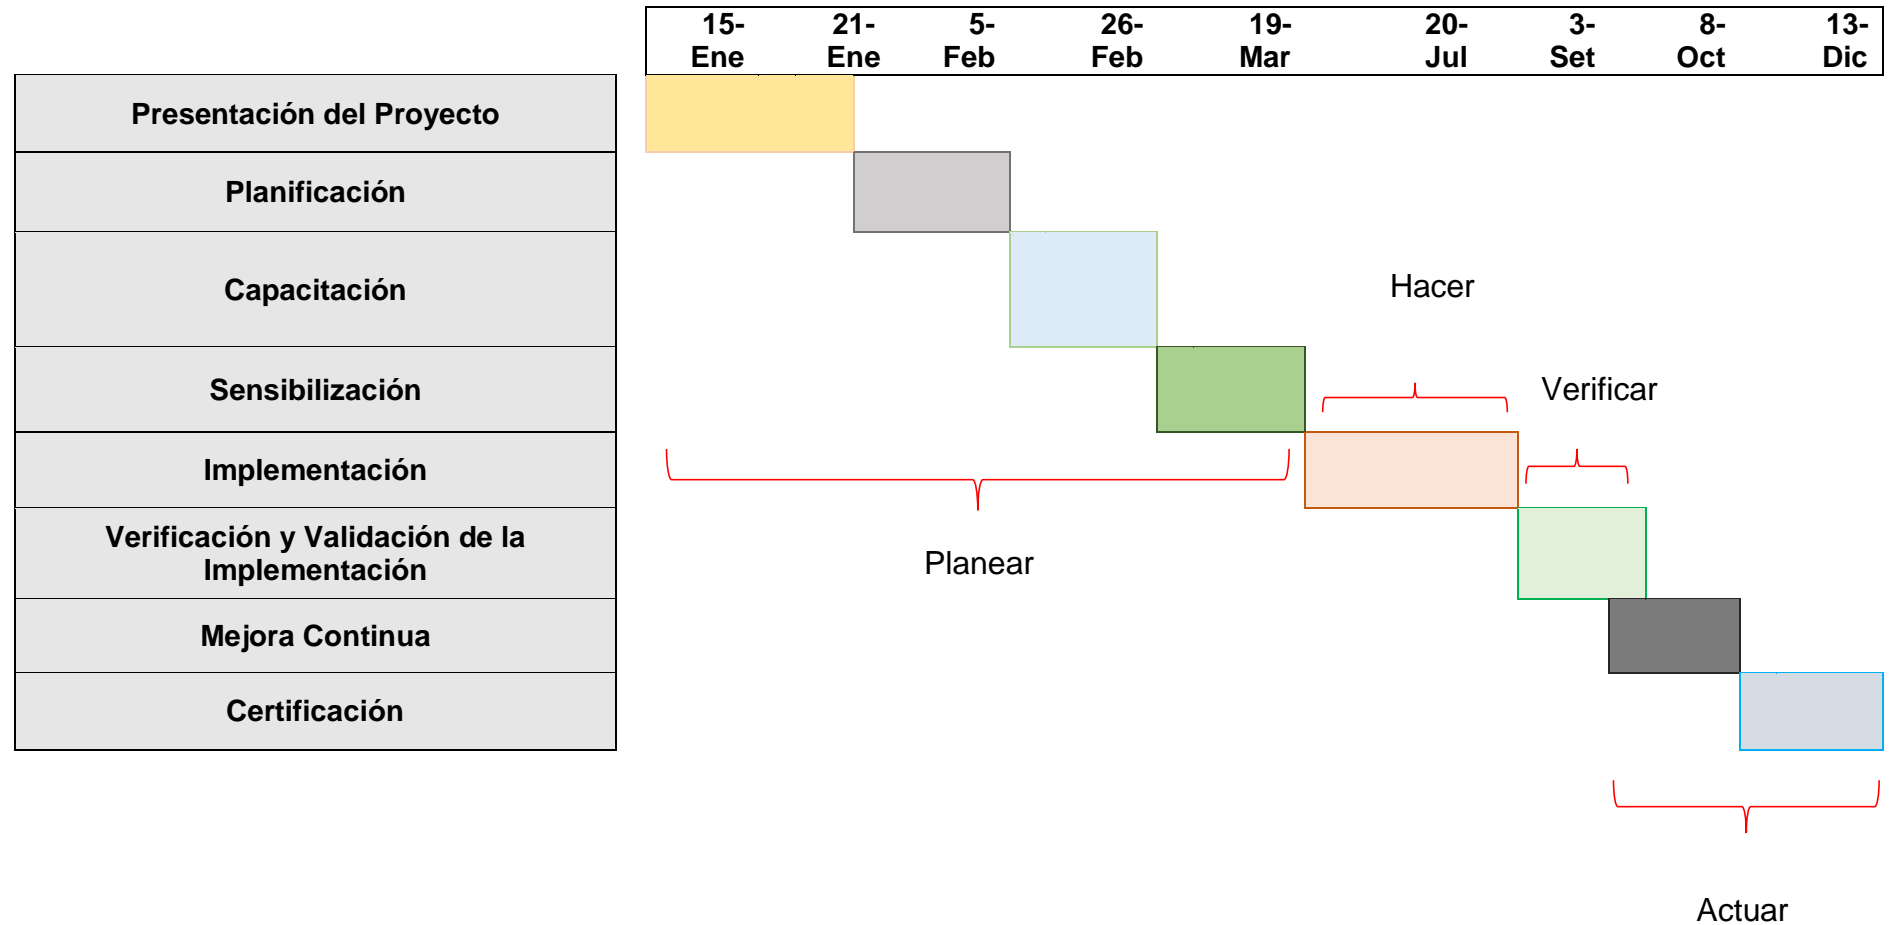 15- 21- 5- 26- 19- 20- 3- 8- 13-
Ene Ene Feb Feb Mar Jul Set Oct Dic
Presentación del Proyecto
Planificación
Capacitación
Hacer
Sensibilización
Verificar
Implementación
Verificación y Validación de la
Implementación
Planear
Mejora Continua
Certificación
Actuar